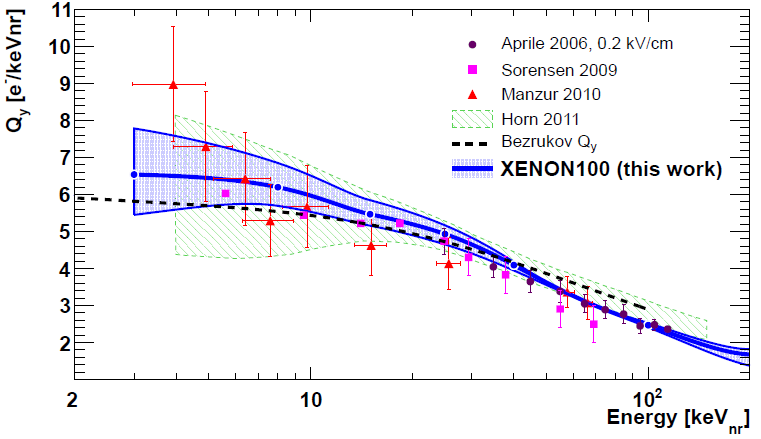 11
10
9
8
7
6
5
4
3
2
Qy [e-/keVnr]
Aprile 2006, 0.2 kV/cm
Sorensen 2009
Manzur 2010
Horn 2011
Bezrukov Qy
XENON100 (this work)
2 10 10²
Energy [keVnr]